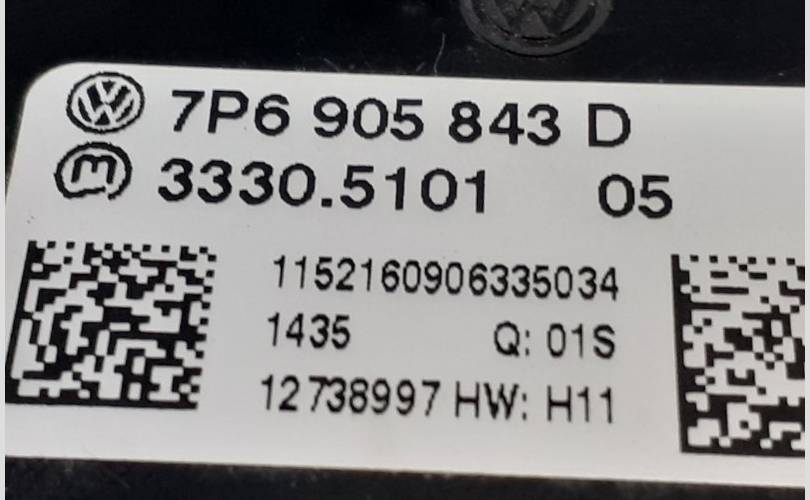 7P6 905 843 D
3330.5101 05
1152160906335034
1435 Q: 01S
12738997 HW: H11